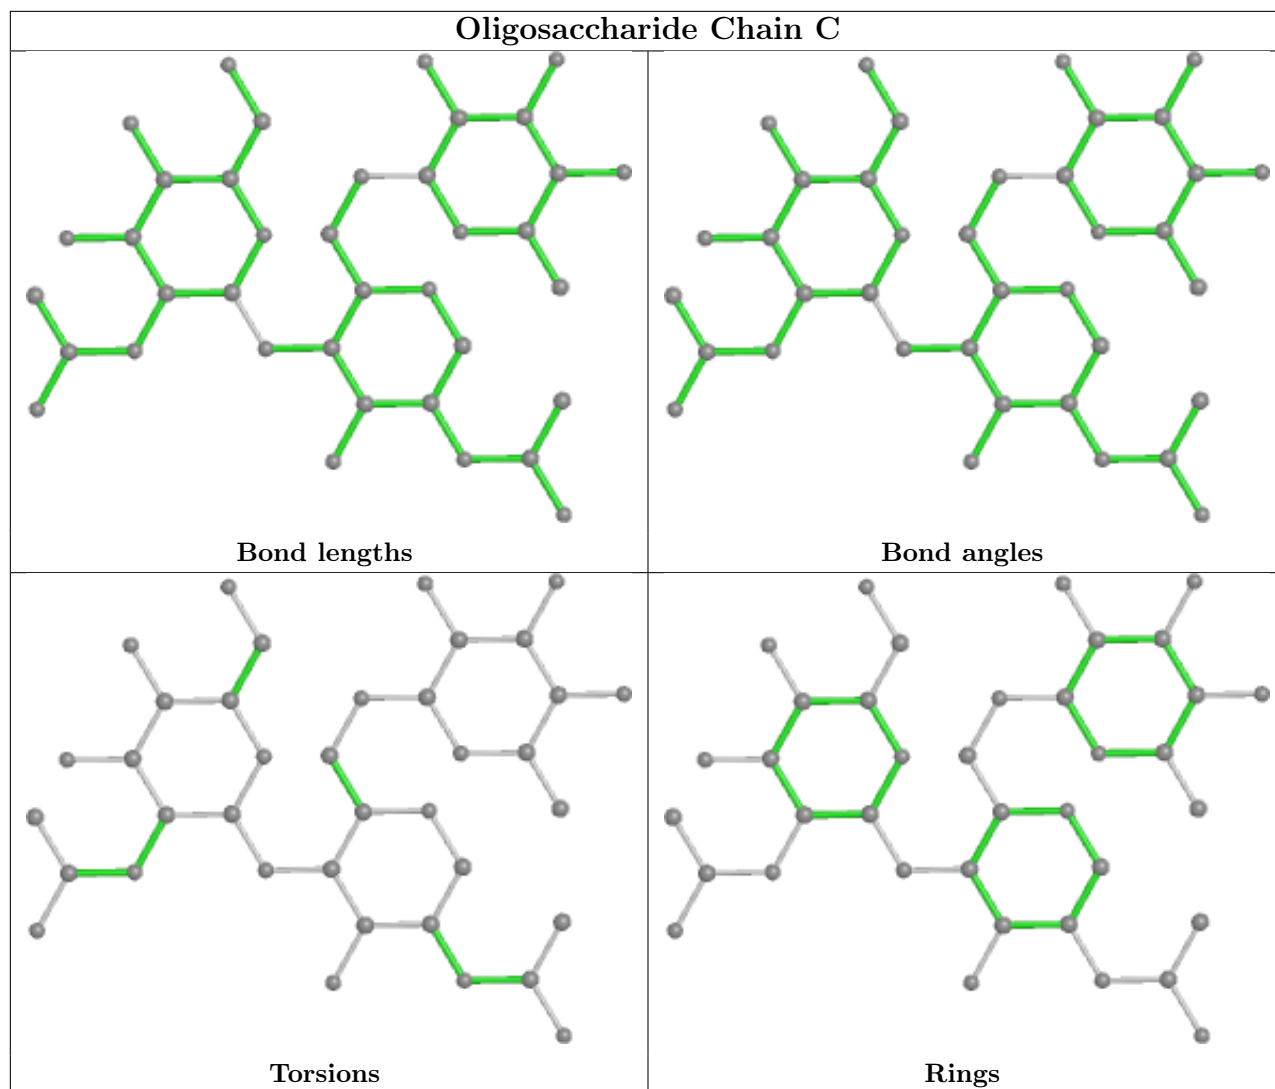 Oligosaccharide Chain C
Bond lengths
Bond angles
Torsions
Rings